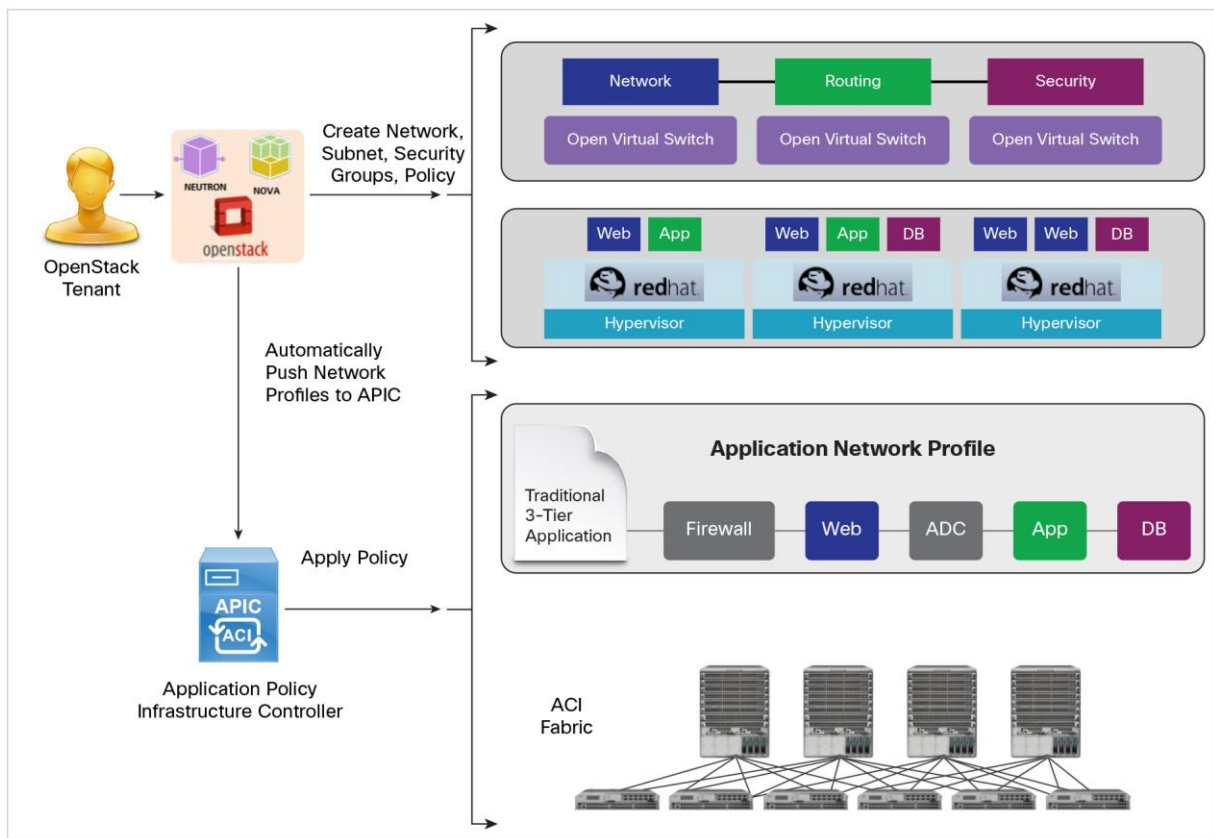 Network
Routing
Security
Open Virtual Switch
Open Virtual Switch
Open Virtual Switch
Create Network,
Subnet, Security
Groups, Policy
NEUTRON
NOVA
openstack
OpenStack
Tenant
Web
App
Web
App
DB
Web
Web
DB
redhat.
redhat.
redhat.
Hypervisor
Hypervisor
Hypervisor
Automatically
Push Network
Profiles to APIC
Application Network Profile
Traditional
3-Tier
Application
Firewall
Web
ADC
App
DB
Apply Policy
APIC
ACI
Application Policy
Infrastructure Controller
ACI
Fabric